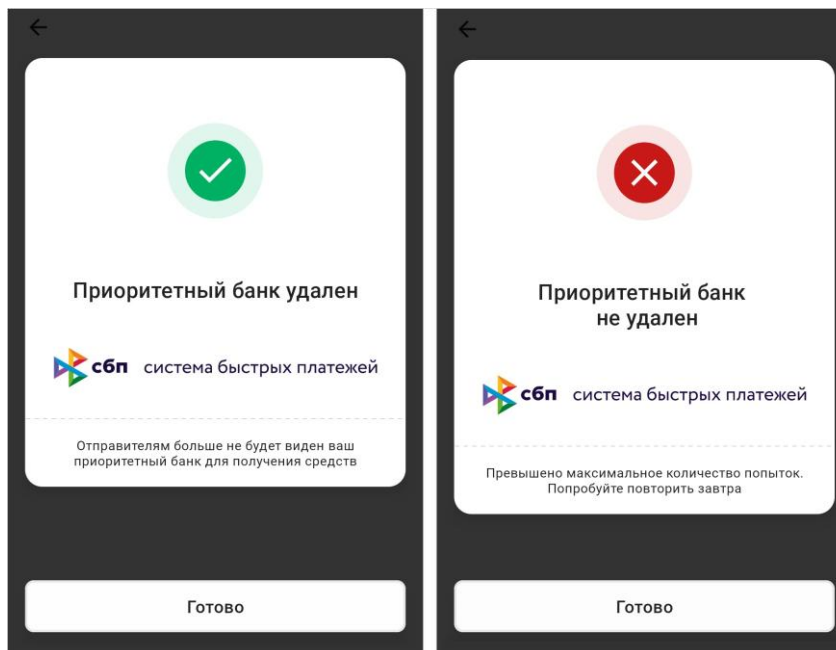 Приоритетный банк удален
сбп система быстрых платежей
Отправителям больше не будет виден ваш
приоритетный банк для получения средств
Готово
Приоритетный банк
не удален
сбп система быстрых платежей
Превышено максимальное количество попыток.
Попробуйте повторить завтра
Готово